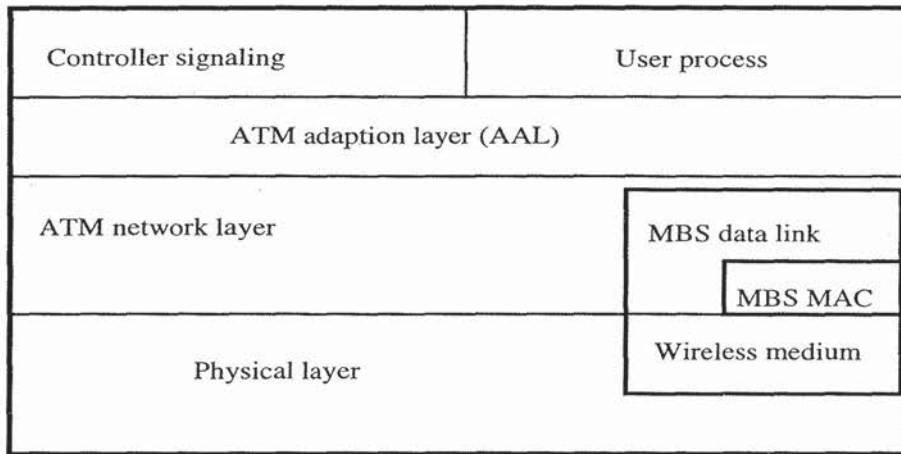 Controller signaling
User process
ATM adaption layer (AAL)
ATM network layer
MBS data link
MBS MAC
Wireless medium
Physical layer